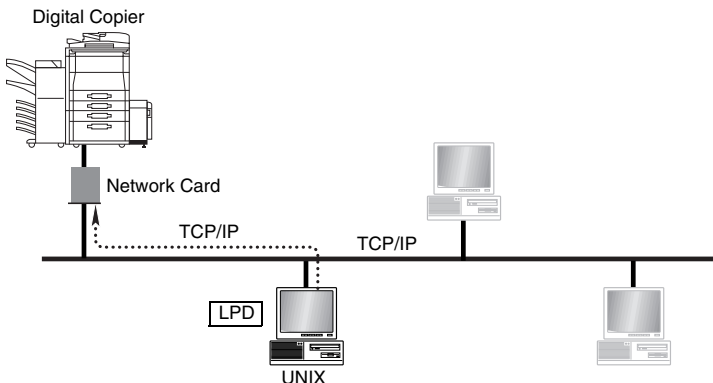 Digital Copier
Network Card
TCP/IP
TCP/IP
LPD
UNIX